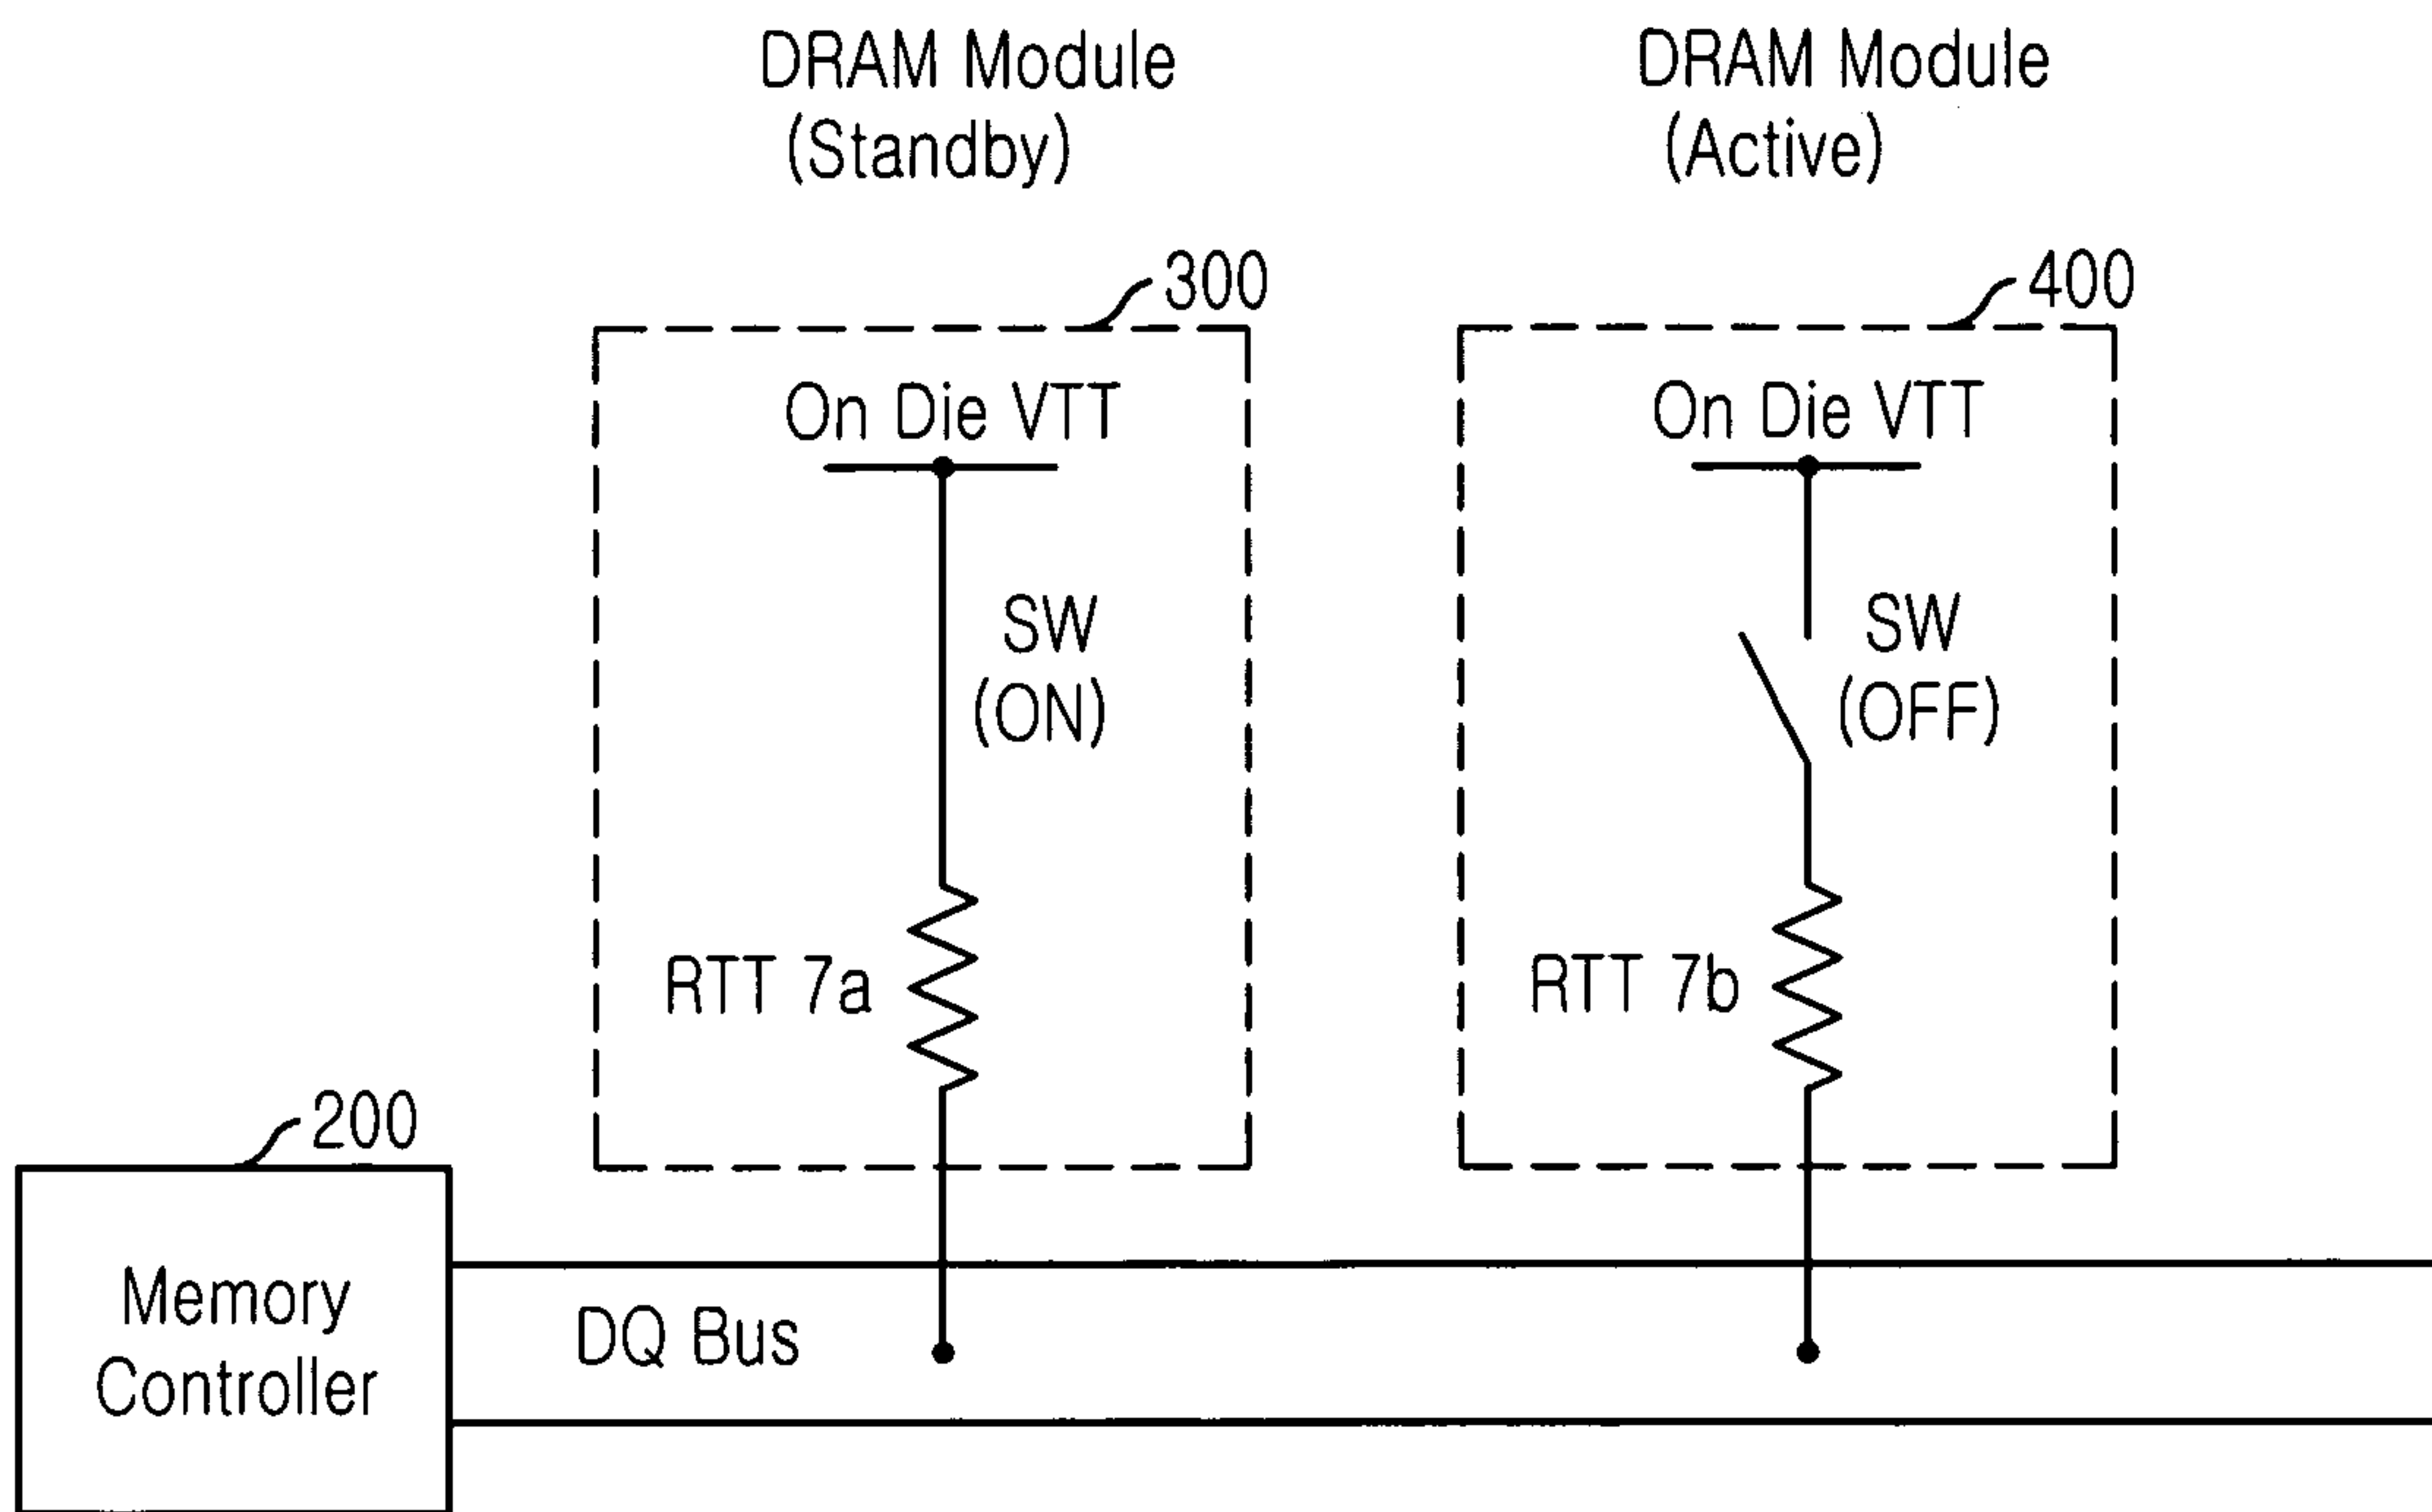 DRAM Module
(Standby)
DRAM Module
(Active)
300
400
On Die VTT
On Die VTT
SW
(ON)
SW
(OFF)
RTT 7a
RTT 7b
200
Memory
Controller
DQ Bus